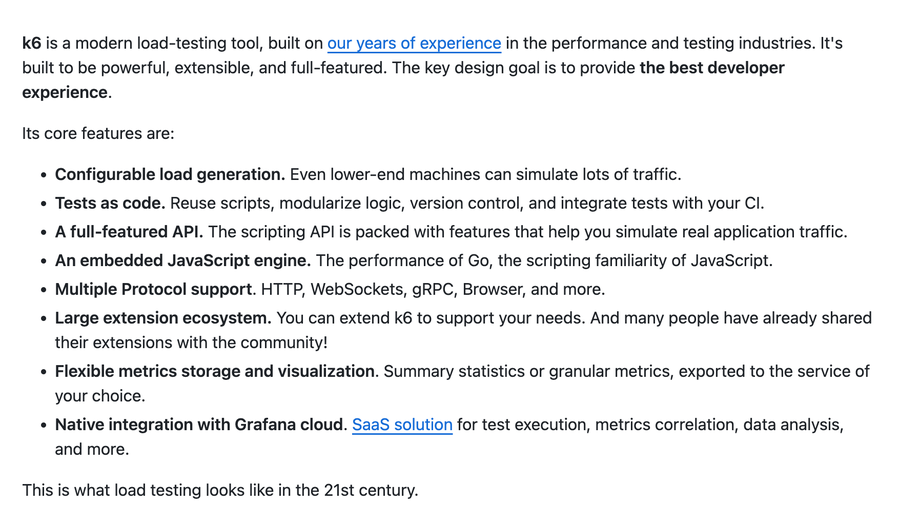 k6 is a modern load-testing tool, built on our years of experience in the performance and testing industries. It's
built to be powerful, extensible, and full-featured. The key design goal is to provide the best developer
experience.
Its core features are:
• Configurable load generation. Even lower-end machines can simulate lots of traffic.
• Tests as code. Reuse scripts, modularize logic, version control, and integrate tests with your CI.
• A full-featured API. The scripting API is packed with features that help you simulate real application traffic.
• An embedded JavaScript engine. The performance of Go, the scripting familiarity of JavaScript.
• Multiple Protocol support. HTTP, WebSockets, gRPC, Browser, and more.
• Large extension ecosystem. You can extend k6 to support your needs. And many people have already shared
their extensions with the community!
• Flexible metrics storage and visualization. Summary statistics or granular metrics, exported to the service of
your choice.
• Native integration with Grafana cloud. SaaS solution for test execution, metrics correlation, data analysis,
and more.
This is what load testing looks like in the 21st century.